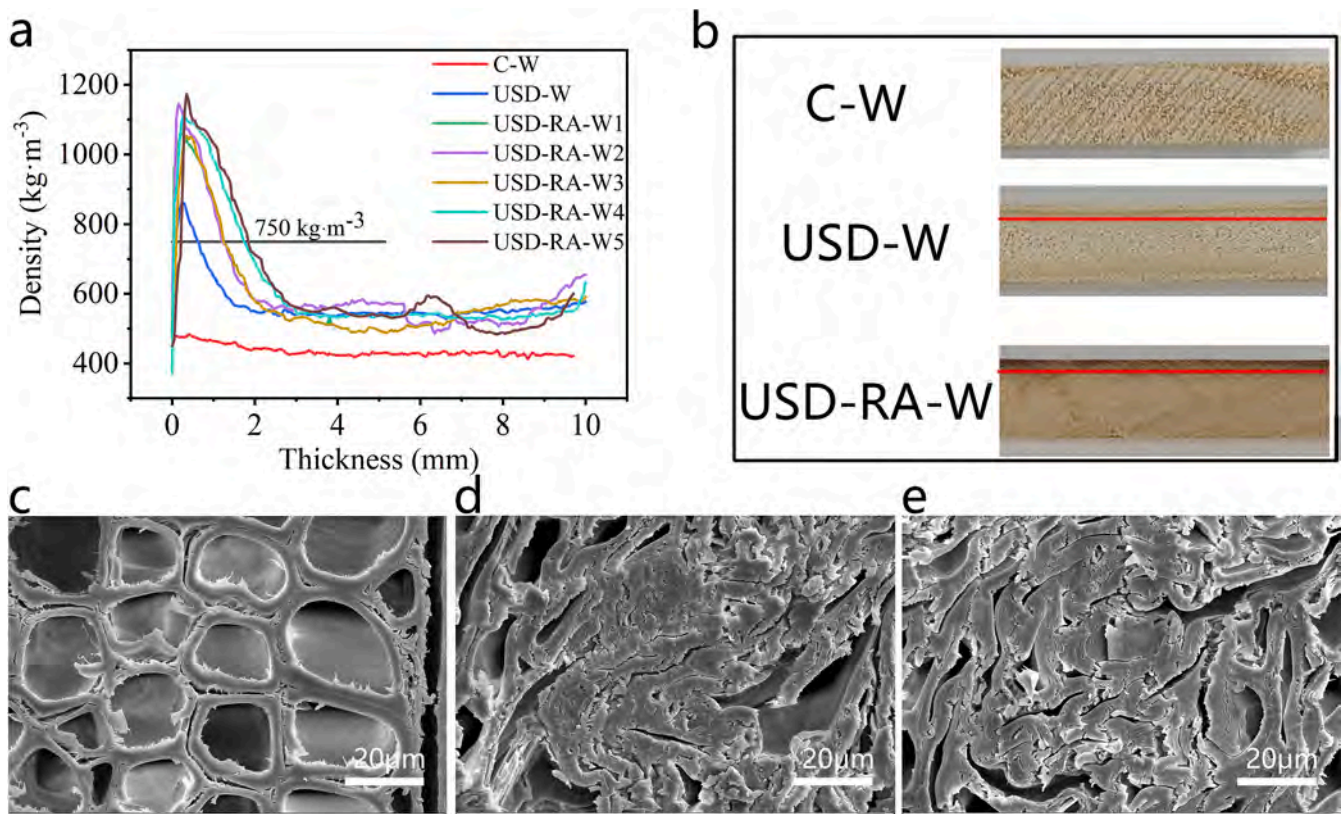 a
Density (kg·m⁻³)
1200
1000
800
600
400
750 kg·m⁻³
C-W
USD-W
USD-RA-W1
USD-RA-W2
USD-RA-W3
USD-RA-W4
USD-RA-W5
0 2 4 6 8 10
Thickness (mm)
b
C-W
USD-W
USD-RA-W
c
20μm
d
20μm
e
20μm